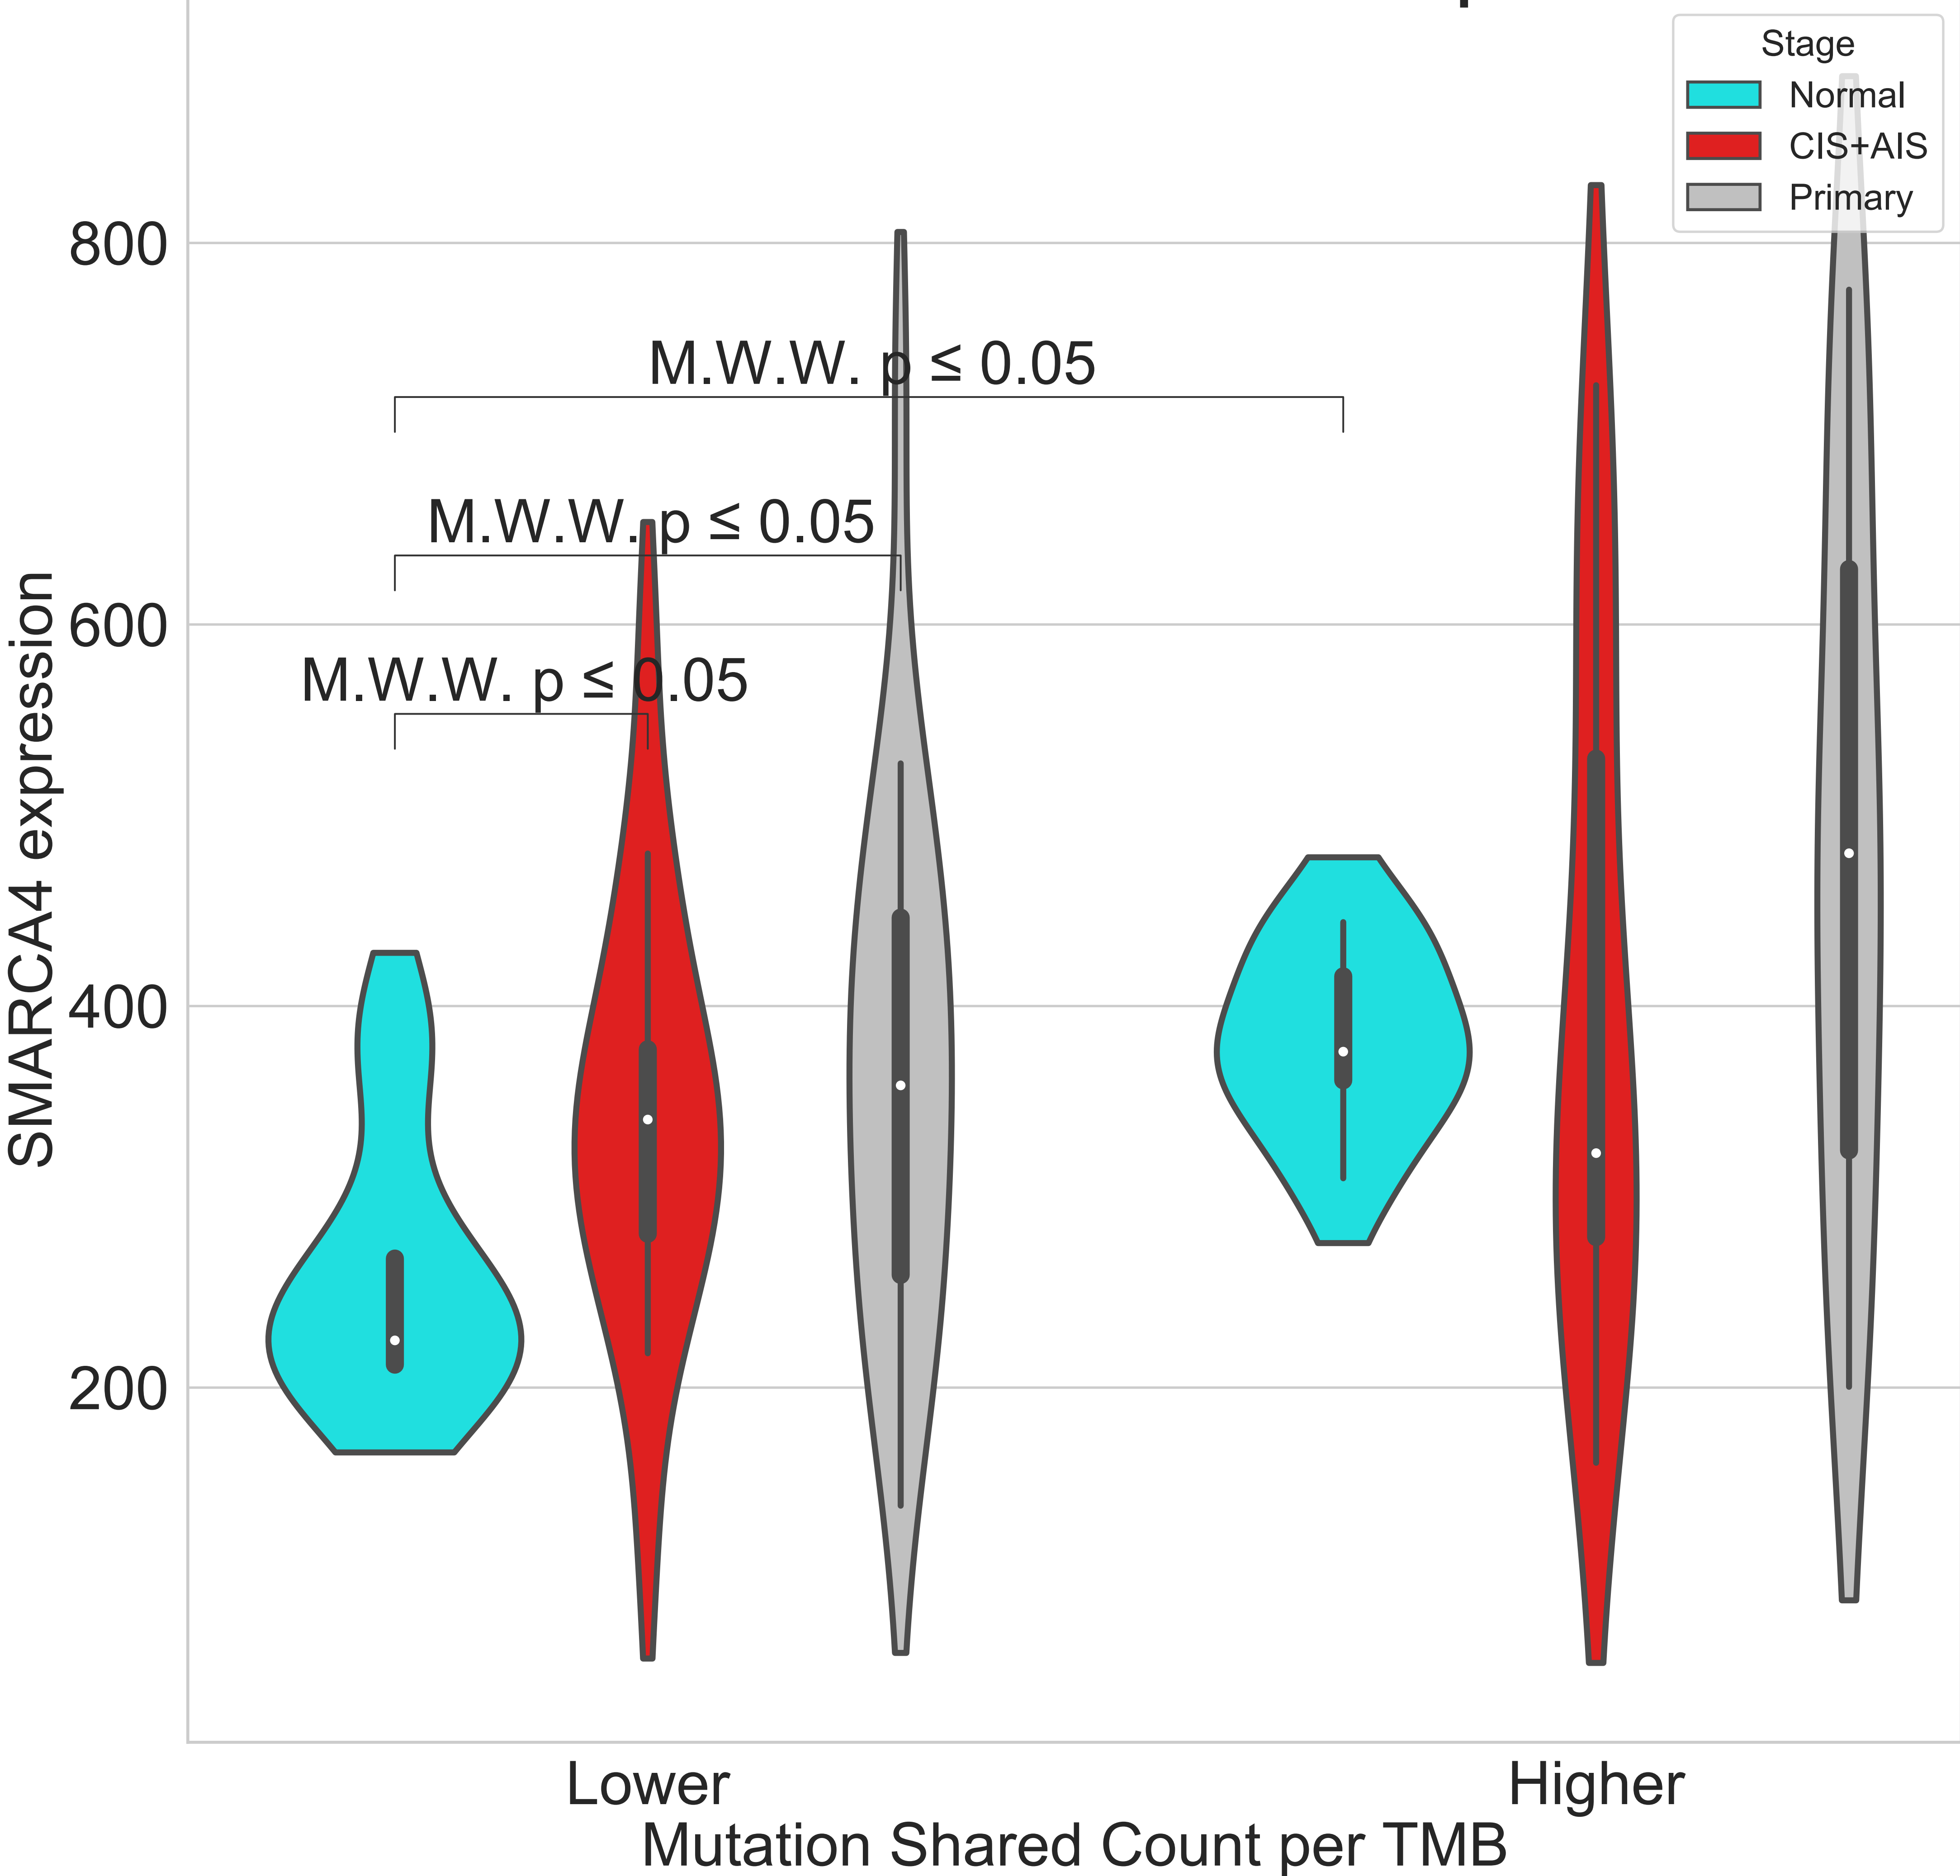 Stage
Normal
CIS+AIS
Primary
800
600
400
200
SMARCA4 expression
M.W.W. p ≤ 0.05
M.W.W. p ≤ 0.05
M.W.W. p ≤ 0.05
Lower
Higher
Mutation Shared Count per TMB